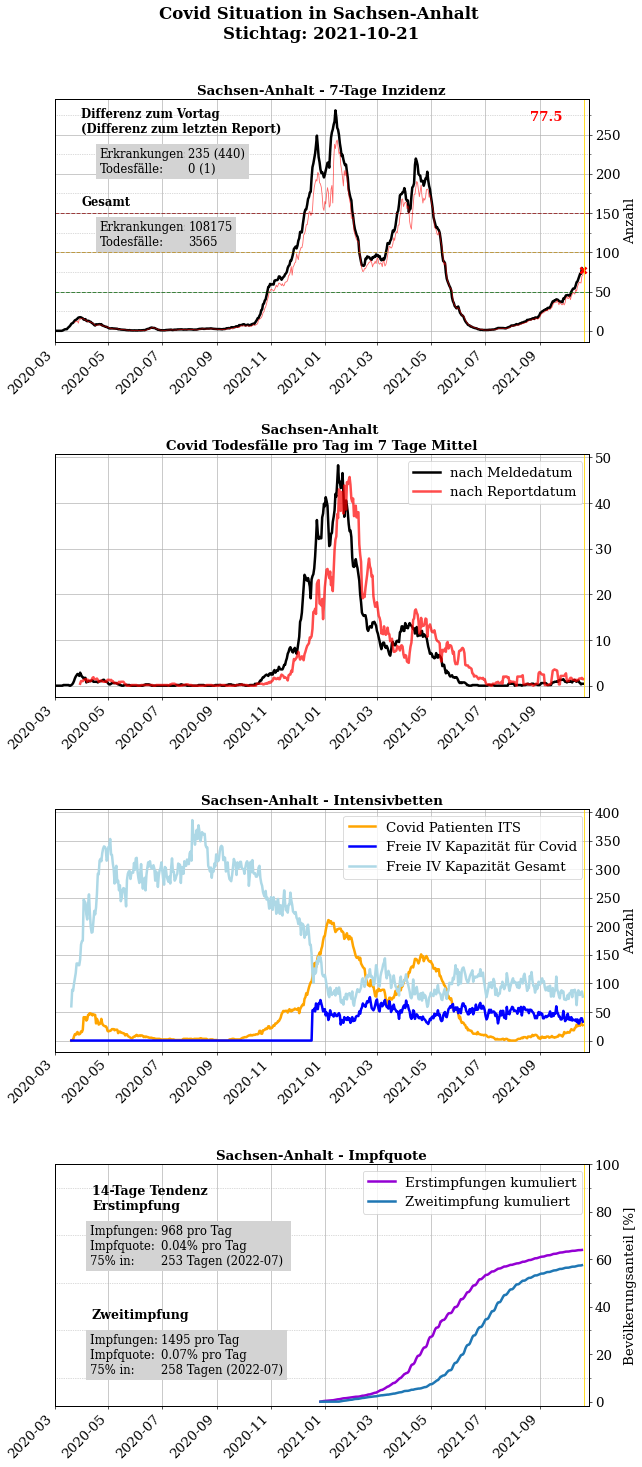 Covid Situation in Sachsen-Anhalt
Stichtag: 2021-10-21
Sachsen-Anhalt - 7-Tage Inzidenz
Differenz zum Vortag
(Differenz zum letzten Report)
Erkrankungen 235 (440)
Todesfälle: 0 (1)
Gesamt
Erkrankungen 108175
Todesfälle: 3565
77.5
250
200
150
100
50
0
Anzahl
2020-03
2020-05
2020-07
2020-09
2020-11
2021-01
2021-03
2021-05
2021-07
2021-09
Sachsen-Anhalt
Covid Todesfälle pro Tag im 7 Tage Mittel
nach Meldedatum
nach Reportdatum
50
40
30
20
10
0
2020-03
2020-05
2020-07
2020-09
2020-11
2021-01
2021-03
2021-05
2021-07
2021-09
Sachsen-Anhalt - Intensivbetten
Covid Patienten ITS
Freie IV Kapazität für Covid
Freie IV Kapazität Gesamt
400
350
300
250
200
150
100
50
0
Anzahl
2020-03
2020-05
2020-07
2020-09
2020-11
2021-01
2021-03
2021-05
2021-07
2021-09
Sachsen-Anhalt - Impfquote
14-Tage Tendenz
Erstimpfung
Impfungen: 968 pro Tag
Impfquote: 0.04% pro Tag
75% in: 253 Tagen (2022-07)
Zweitimpfung
Impfungen: 1495 pro Tag
Impfquote: 0.07% pro Tag
75% in: 258 Tagen (2022-07)
Erstimpfungen kumuliert
Zweitimpfung kumuliert
100
80
60
40
20
0
Bevölkerungsanteil [%]
2020-03
2020-05
2020-07
2020-09
2020-11
2021-01
2021-03
2021-05
2021-07
2021-09